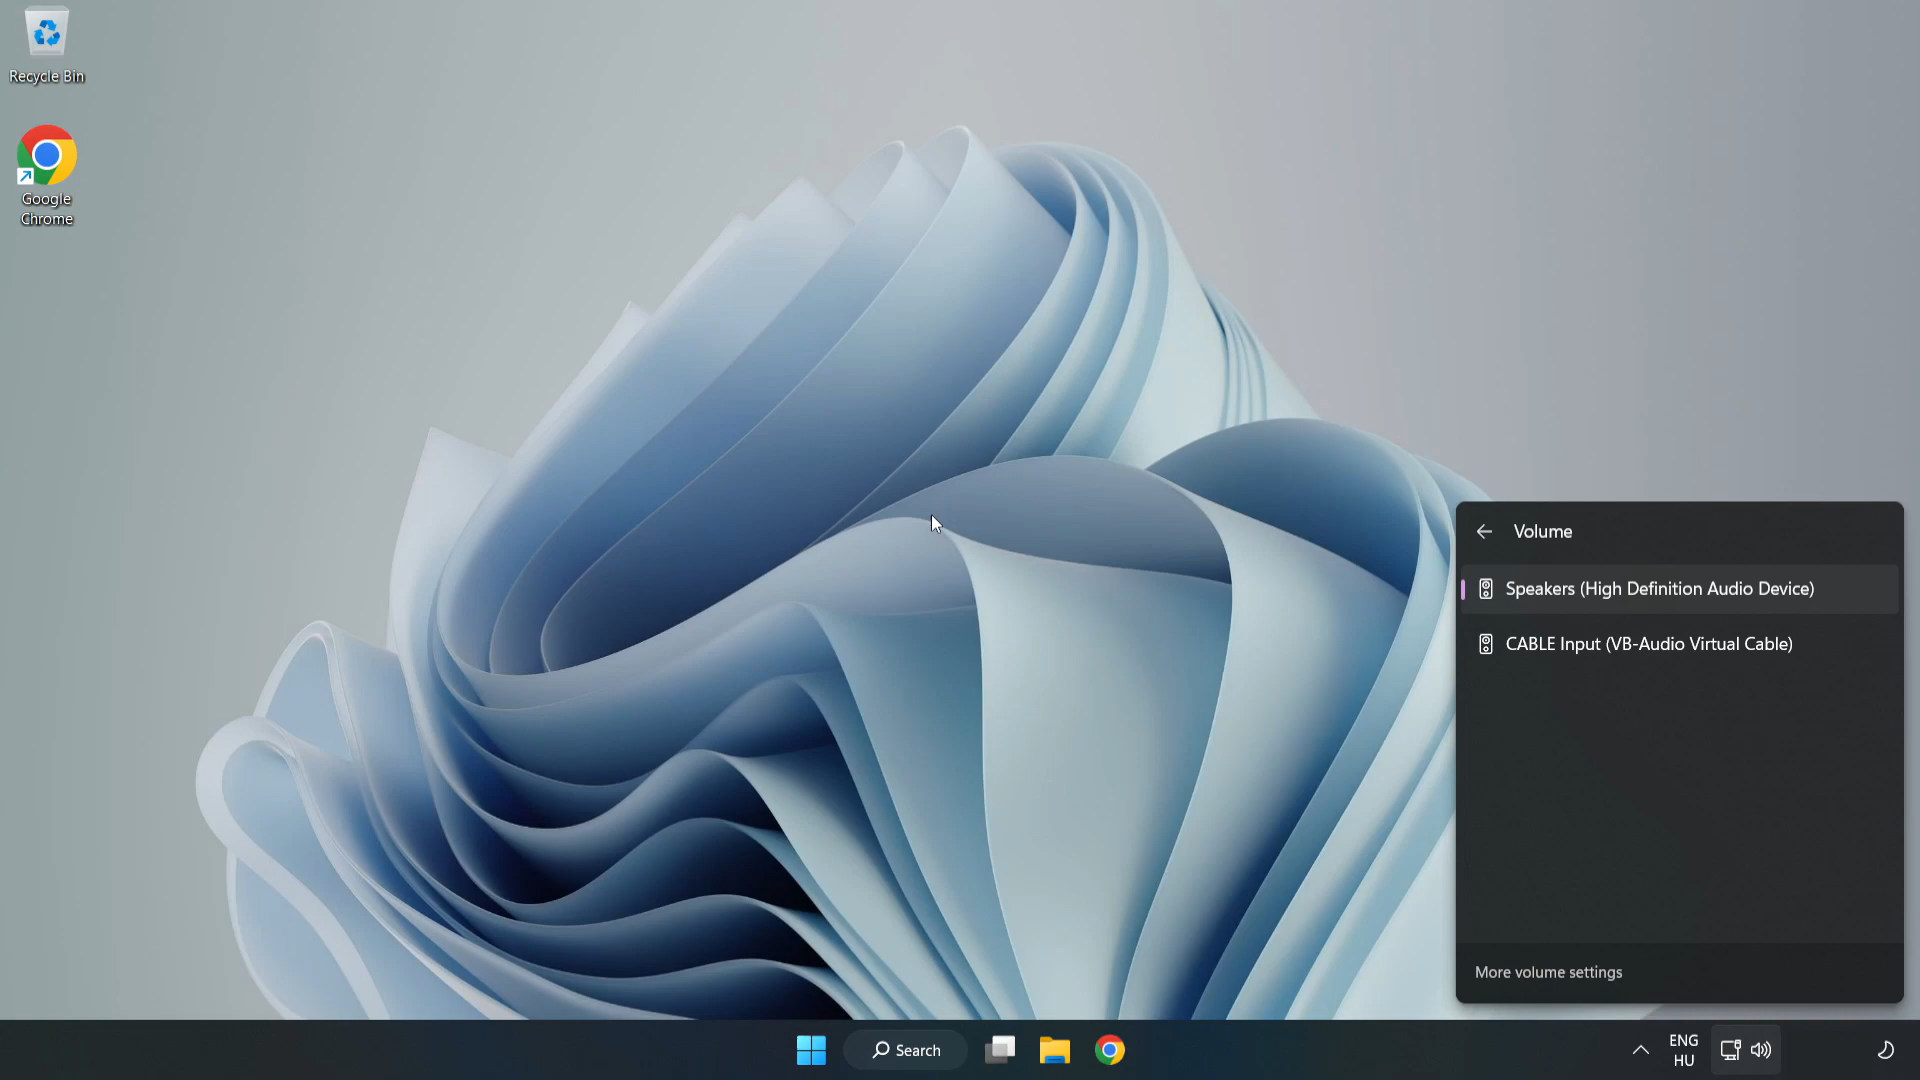 Recycle Bin
Google
Chrome
Volume
Speakers (High Definition Audio Device)
CABLE Input (VB-Audio Virtual Cable)
More volume settings
Search
ENG
HU